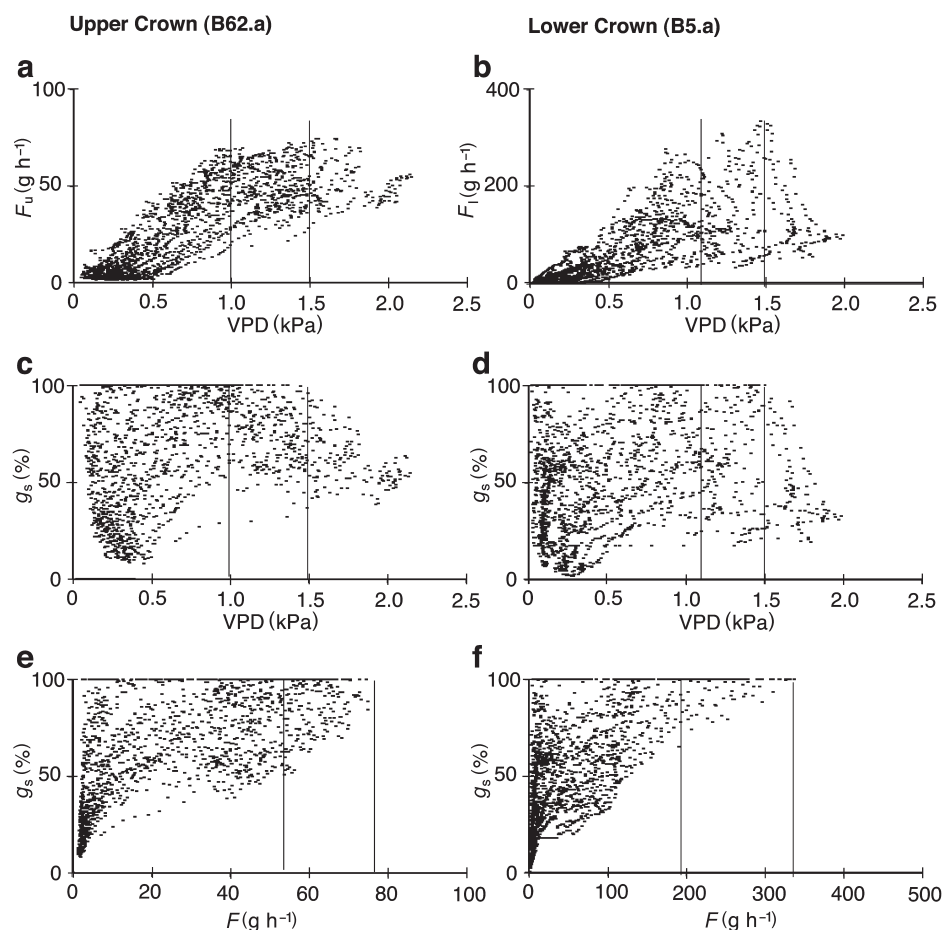 Upper Crown (B62.a)
Lower Crown (B5.a)
a
100
50
0
Fu (g h⁻¹)
0 0.5 1.0 1.5 2.0 2.5
VPD (kPa)
b
400
200
0
Fl (g h⁻¹)
0 0.5 1.0 1.5 2.0 2.5
VPD (kPa)
c
100
50
0
gs (%)
0 0.5 1.0 1.5 2.0 2.5
VPD (kPa)
d
100
50
0
gs (%)
0 0.5 1.0 1.5 2.0 2.5
VPD (kPa)
e
100
50
0
gs (%)
0 20 40 60 80 100
F (g h⁻¹)
f
100
50
0
gs (%)
0 100 200 300 400 500
F (g h⁻¹)